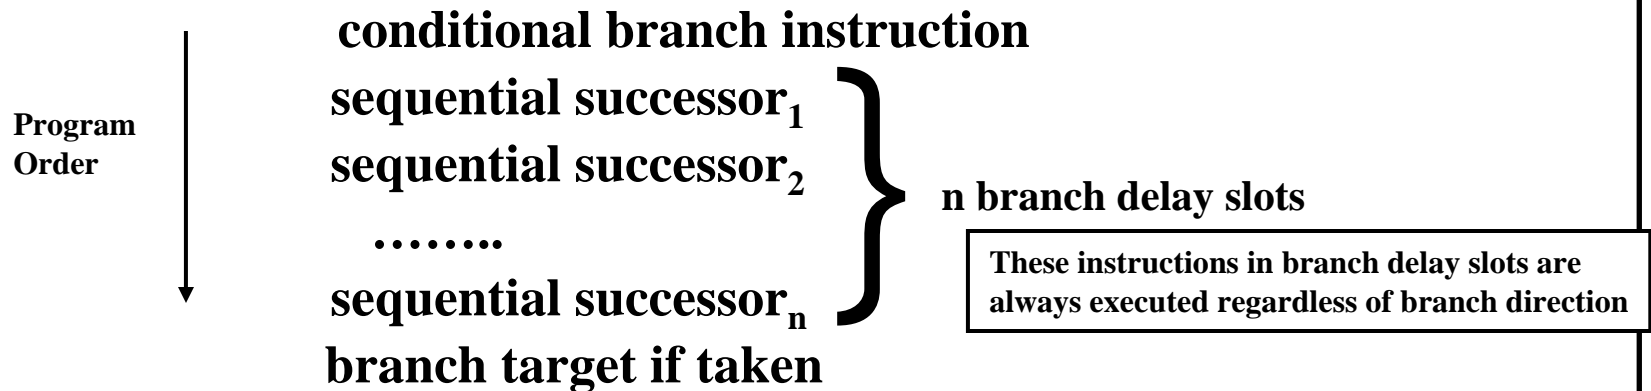 conditional branch instruction
sequential successor₁
Program
Order
sequential successor₂
n branch delay slots
……..
These instructions in branch delay slots are
always executed regardless of branch direction
sequential successorₙ
branch target if taken